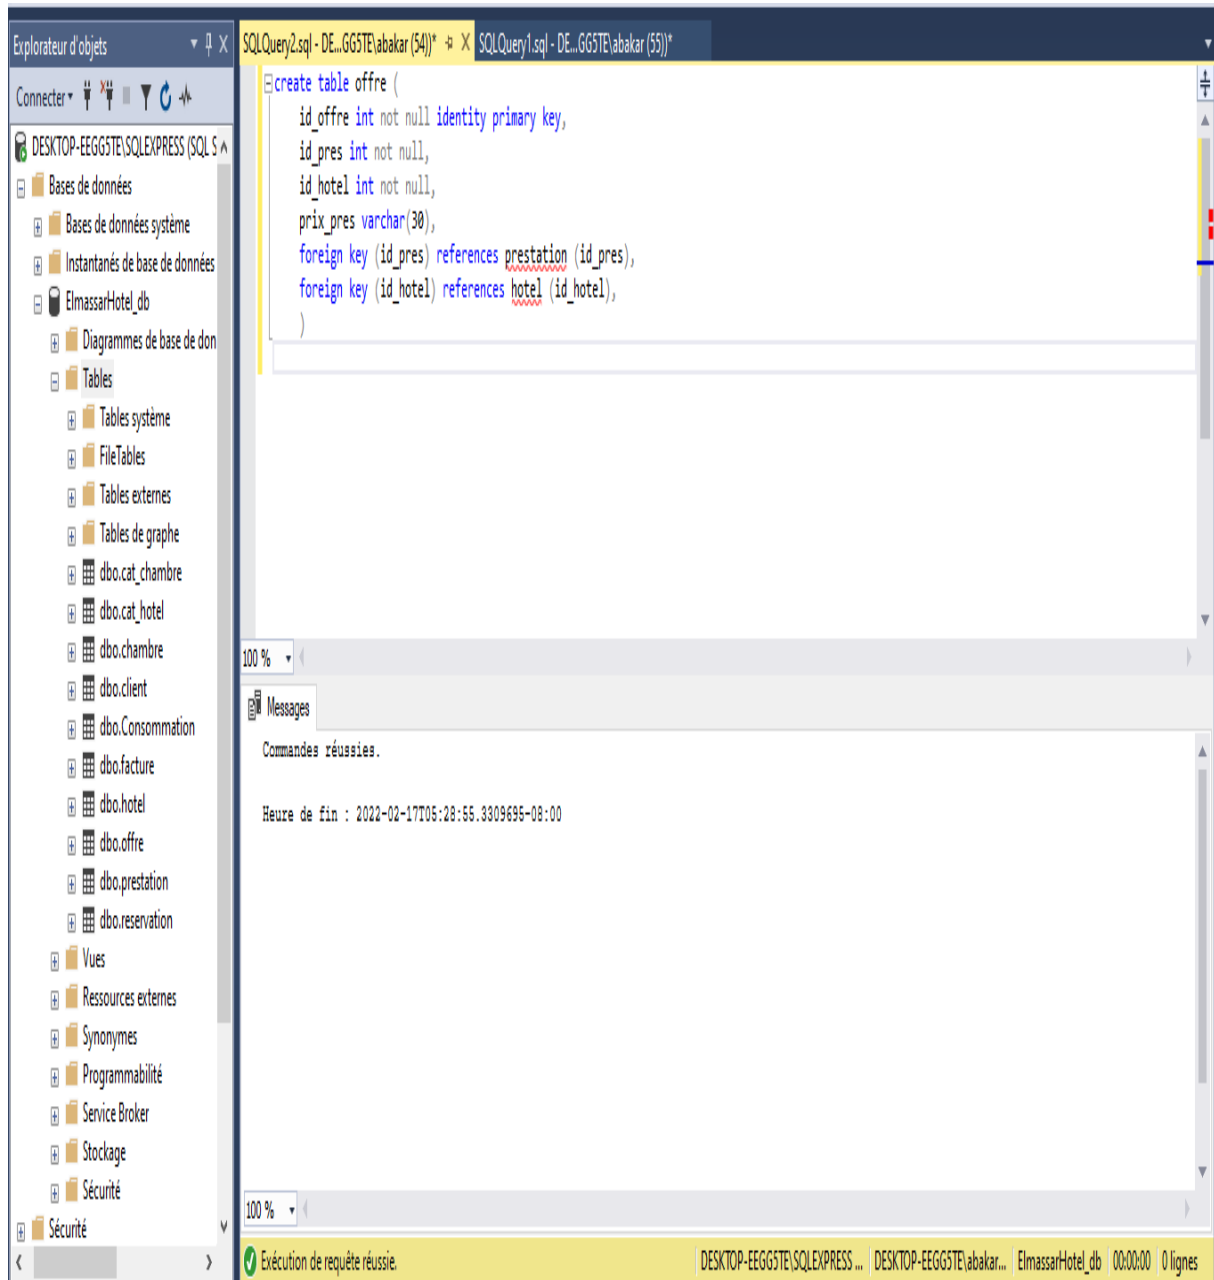 Explorateur d'objets
SQLQuery2.sql - DE...GG5TE\abakar (54))*
SQLQuery1.sql - DE...GG5TE\abakar (55))*
Connecter
DESKTOP-EEGG5TE\SQLEXPRESS (SQL S
Bases de données
Bases de données système
Instantanés de base de données
ElmassarHotel_db
Diagrammes de base de don
Tables
Tables système
FileTables
Tables externes
Tables de graphe
dbo.cat_chambre
dbo.cat_hotel
dbo.chambre
dbo.client
dbo.Consommation
dbo.facture
dbo.hotel
dbo.offre
dbo.prestation
dbo.reservation
Vues
Ressources externes
Synonymes
Programmabilité
Service Broker
Stockage
Sécurité
Sécurité
create table offre (
id_offre int not null identity primary key,
id_pres int not null,
id_hotel int not null,
prix_pres varchar(30),
foreign key (id_pres) references prestation (id_pres),
foreign key (id_hotel) references hotel (id_hotel),
)
100 %
Messages
Commandes réussies.
Heure de fin : 2022-02-17T05:28:55.3309695-08:00
100 %
Exécution de requête réussie.
DESKTOP-EEGG5TE\SQLEXPRESS ...
DESKTOP-EEGG5TE\abakar...
ElmassarHotel_db
00:00:00
0 lignes